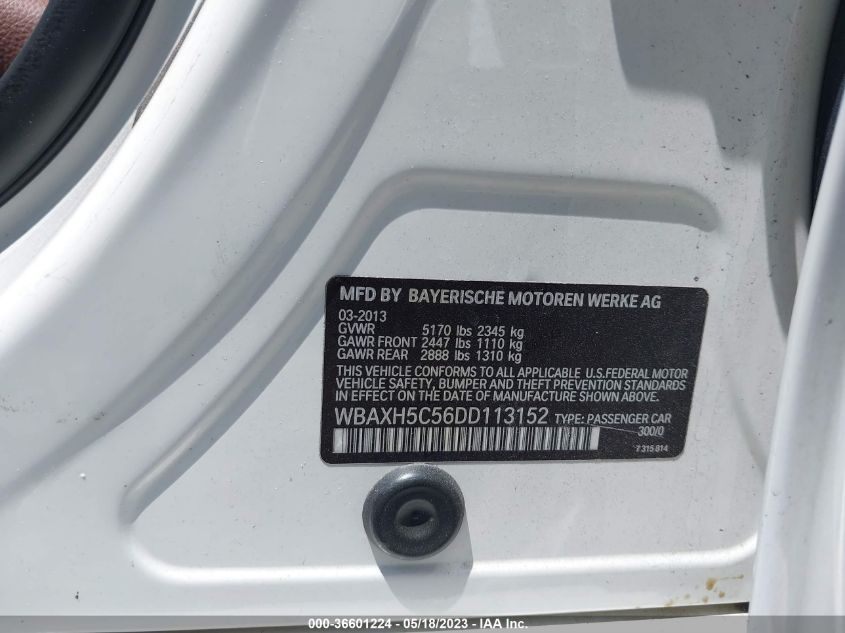 MFD BY BAYERISCHE MOTOREN WERKE AG
03-2013
GVWR 5170 lbs 2345 kg
GAWR FRONT 2447 lbs 1110 kg
GAWR REAR 2888 lbs 1310 kg
THIS VEHICLE CONFORMS TO ALL APPLICABLE U.S.FEDERAL MOTOR
VEHICLE SAFETY, BUMPER AND THEFT PREVENTION STANDARDS
IN EFFECT ON THE DATE OF MANUFACTURE SHOWN ABOVE.
WBAXH5C56DD113152 TYPE: PASSENGER CAR
300/0
7315814
000-36601224 - 05/18/2023 - IAA Inc.